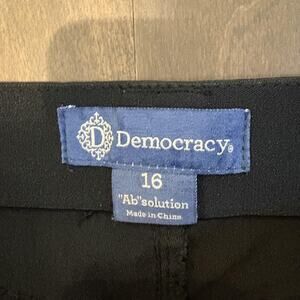 D Democracy®
16
"Ab"solution
Made in China